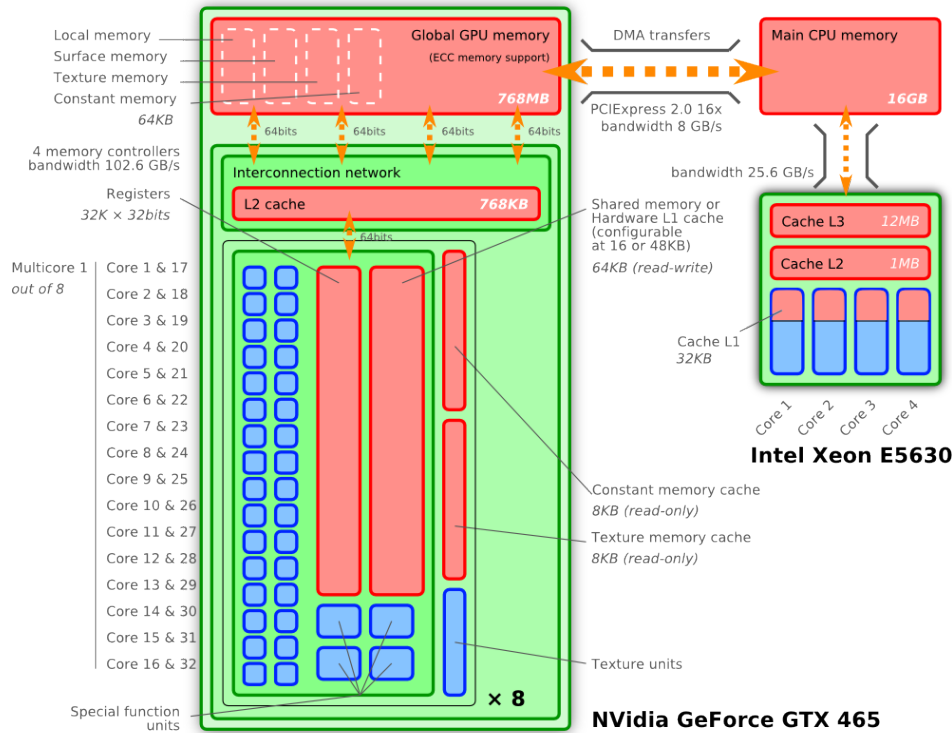 Local memory
Surface memory
Texture memory
Constant memory
64KB
Global GPU memory
(ECC memory support)
768MB
DMA transfers
PCIExpress 2.0 16x
bandwidth 8 GB/s
Main CPU memory
16GB
64bits
64bits
64bits
64bits
4 memory controllers
bandwidth 102.6 GB/s
Interconnection network
L2 cache
768KB
64bits
Registers
32K × 32bits
Shared memory or
Hardware L1 cache
(configurable
at 16 or 48KB)
64KB (read-write)
bandwidth 25.6 GB/s
Cache L3
12MB
Cache L2
1MB
Cache L1
32KB
Core 1
Core 2
Core 3
Core 4
Intel Xeon E5630
Multicore 1
out of 8
Core 1 & 17
Core 2 & 18
Core 3 & 19
Core 4 & 20
Core 5 & 21
Core 6 & 22
Core 7 & 23
Core 8 & 24
Core 9 & 25
Core 10 & 26
Core 11 & 27
Core 12 & 28
Core 13 & 29
Core 14 & 30
Core 15 & 31
Core 16 & 32
Constant memory cache
8KB (read-only)
Texture memory cache
8KB (read-only)
Texture units
× 8
Special function
units
NVidia GeForce GTX 465